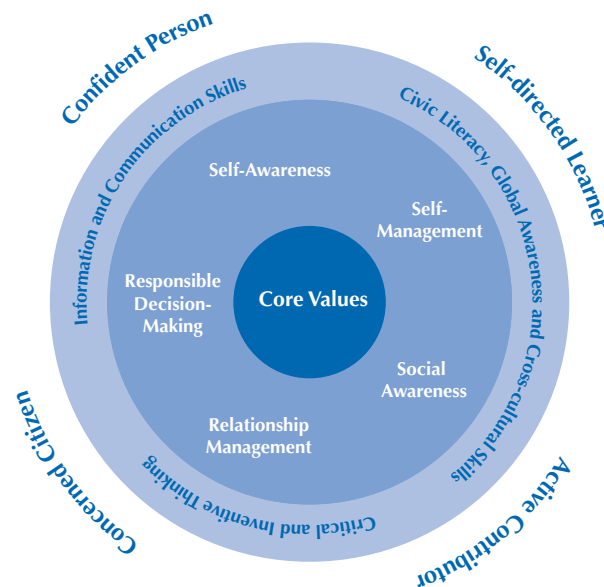 Confident Person
Self-directed Learner
Information and Communication Skills
Civic Literacy, Global Awareness and Cross-cultural Skills
Self-Awareness
Self-
Management
Responsible
Decision-
Making
Core Values
Social
Awareness
Relationship
Management
Critical and Inventive Thinking
Concerned Citizen
Active Contributor